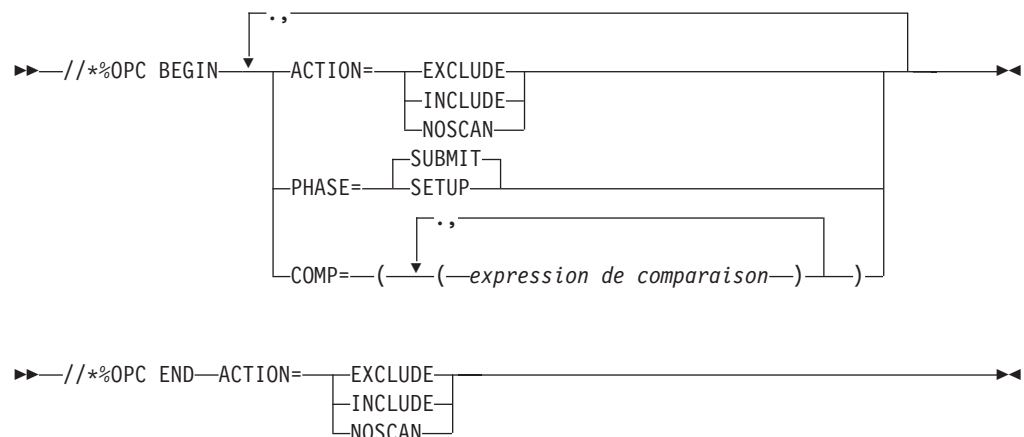 .,
//*%OPC BEGIN ACTION= EXCLUDE
INCLUDE
NOSCAN
SUBMIT
PHASE= SETUP
.,
COMP= ( ( expression de comparaison ) )
//*%OPC END ACTION= EXCLUDE
INCLUDE
NOSCAN